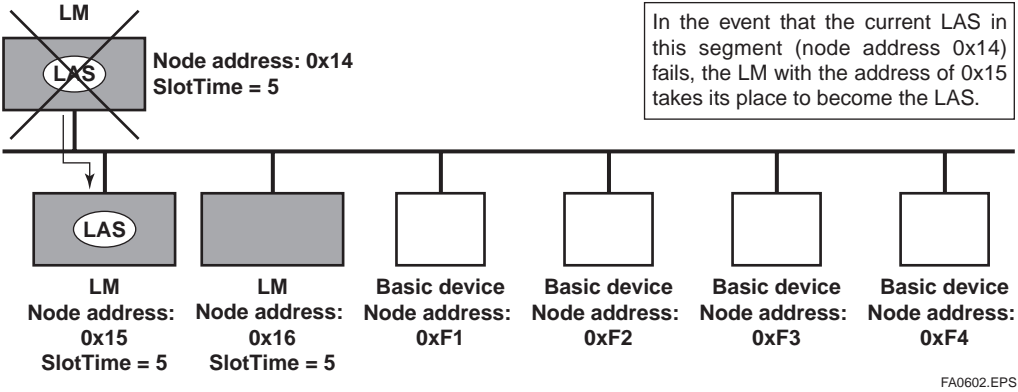 LM
LAS
Node address: 0x14
SlotTime = 5
In the event that the current LAS in
this segment (node address 0x14)
fails, the LM with the address of 0x15
takes its place to become the LAS.
LAS
LM
Node address:
0x15
SlotTime = 5
LM
Node address:
0x16
SlotTime = 5
Basic device
Node address:
0xF1
Basic device
Node address:
0xF2
Basic device
Node address:
0xF3
Basic device
Node address:
0xF4
FA0602.EPS